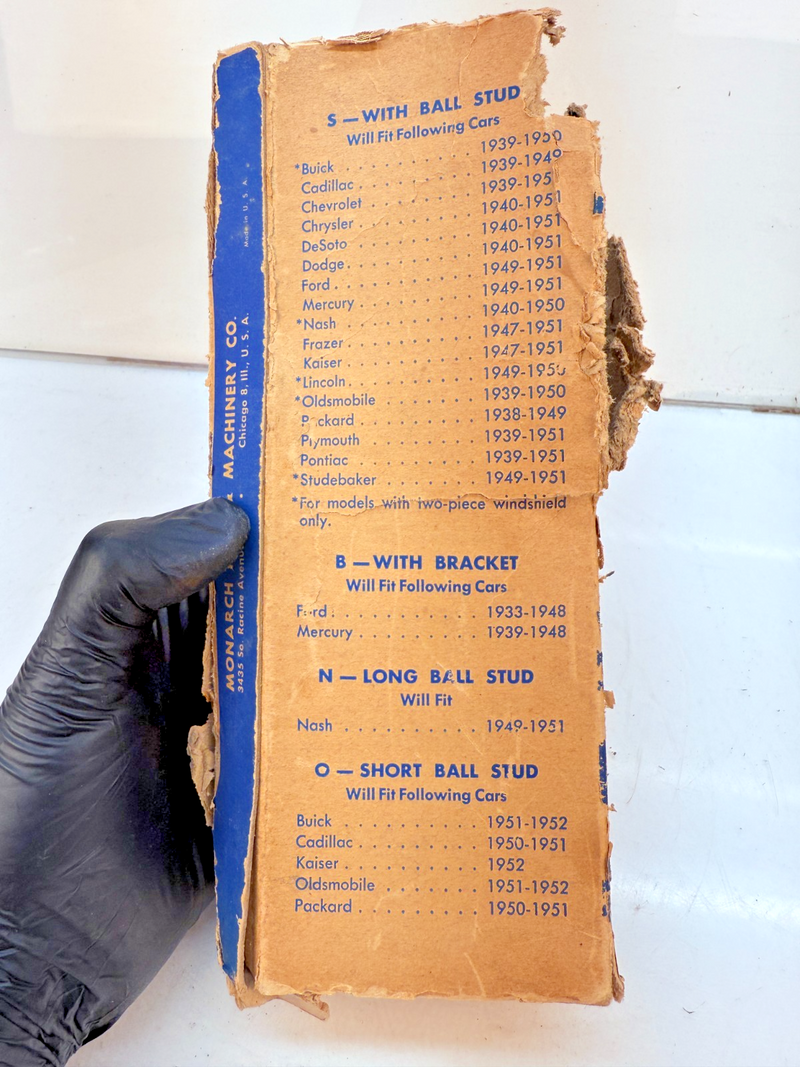 S — WITH BALL STUD
Will Fit Following Cars
*Buick . . . . . . . . . . 1939-1950
Cadillac . . . . . . . . . . 1939-1949
Chevrolet . . . . . . . . . 1939-195
Chrysler . . . . . . . . . . 1940-1951
DeSoto . . . . . . . . . . 1940-1951
Dodge . . . . . . . . . . . 1940-1951
Ford . . . . . . . . . . . . 1949-1951
Mercury . . . . . . . . . . 1949-1951
*Nash . . . . . . . . . . . 1940-1950
Frazer . . . . . . . . . . . 1947-1951
Kaiser . . . . . . . . . . . 1947-1951
*Lincoln . . . . . . . . . . 1949-1950
*Oldsmobile . . . . . . . . 1939-1950
Packard . . . . . . . . . . 1938-1949
Plymouth . . . . . . . . . 1939-1951
Pontiac . . . . . . . . . . 1939-1951
*Studebaker . . . . . . . . 1949-1951
*For models with two-piece windshield
only.
B — WITH BRACKET
Will Fit Following Cars
Ford . . . . . . . . . . . 1933-1948
Mercury . . . . . . . . . 1939-1948
N — LONG BALL STUD
Will Fit
Nash . . . . . . . . . . 1949-1951
O — SHORT BALL STUD
Will Fit Following Cars
Buick . . . . . . . . . . 1951-1952
Cadillac . . . . . . . . . 1950-1951
Kaiser . . . . . . . . . . 1952
Oldsmobile . . . . . . . 1951-1952
Packard . . . . . . . . . 1950-1951
MONARCH & MACHINERY CO.
3435 So. Racine Chicago 8, Ill., U. S. A.
Made in U. S. A.